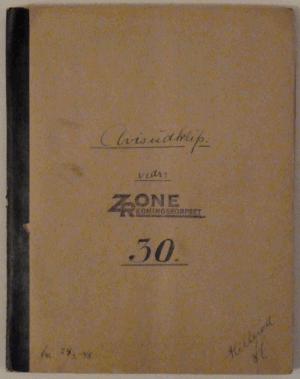 Avisudklip.
vedr:
ZONE
REDNINGSKORPSET
30.